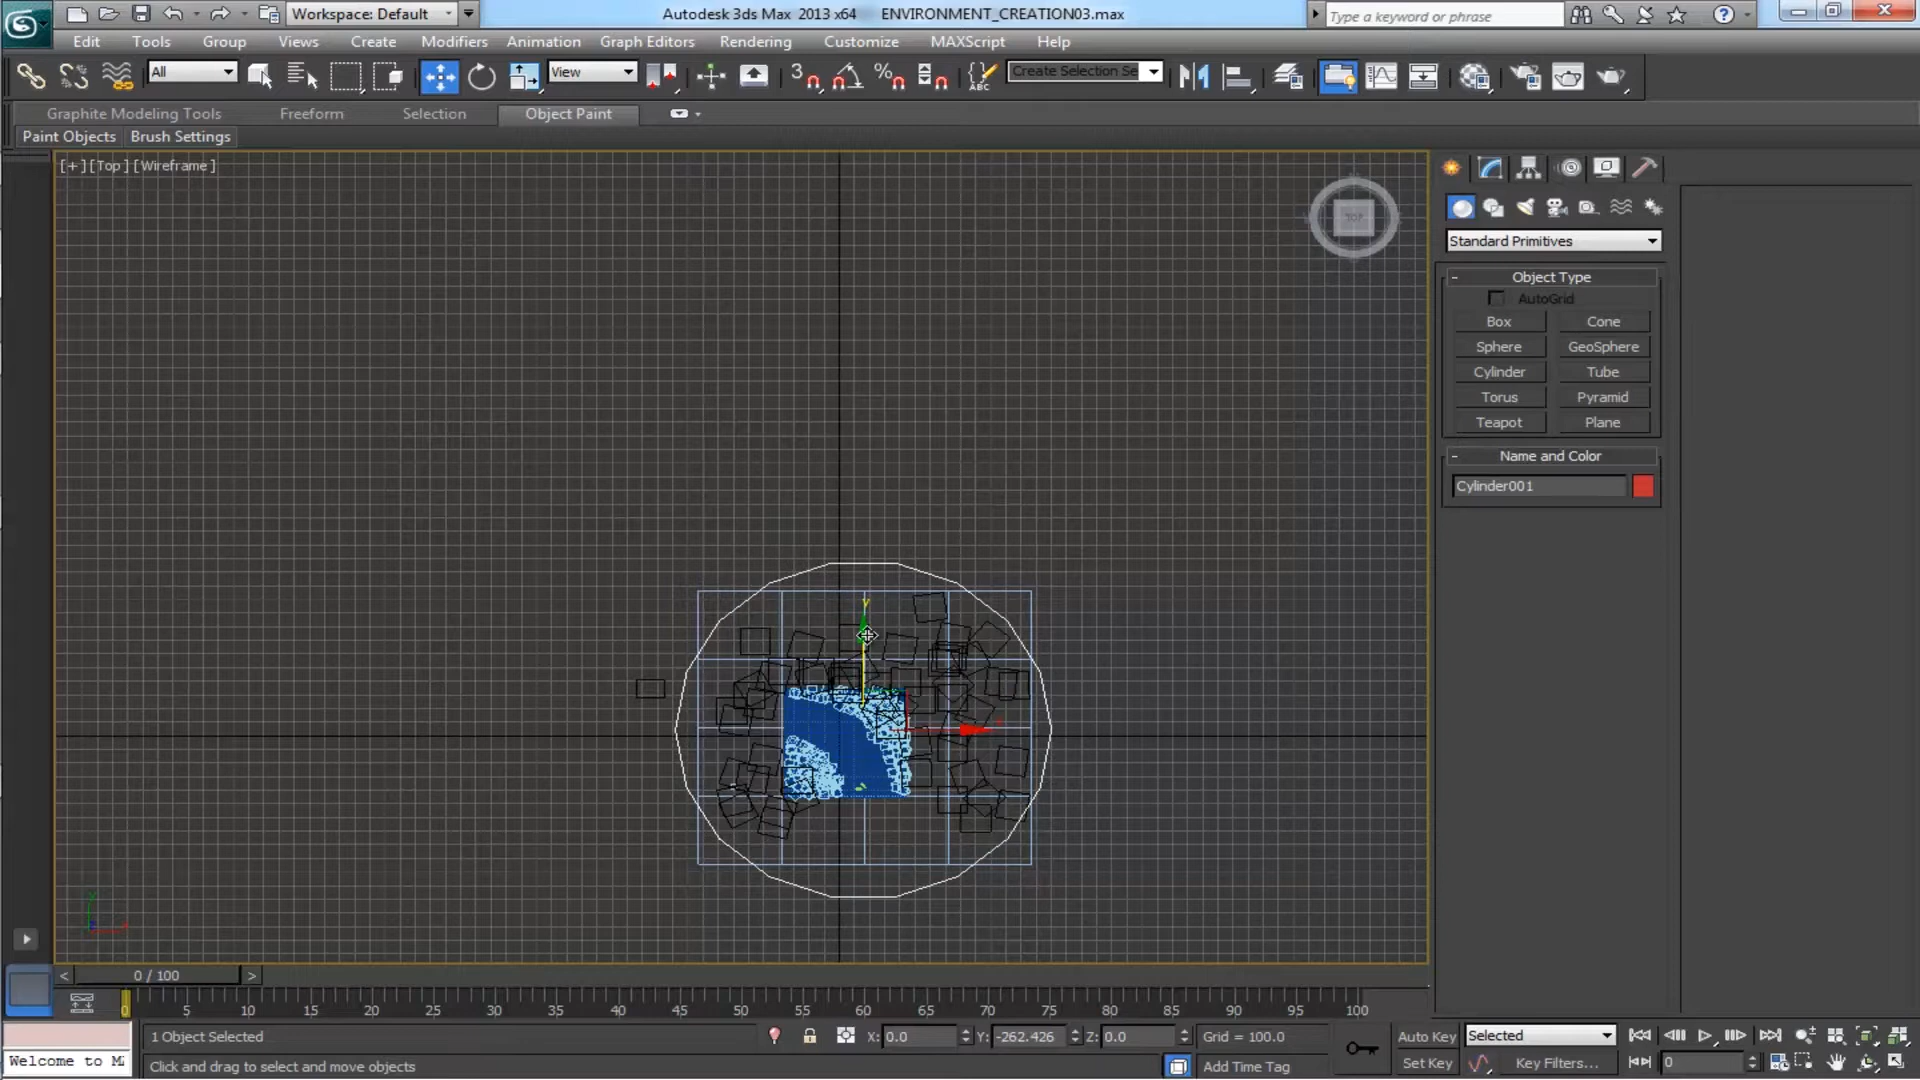 Workspace: Default
Autodesk 3ds Max 2013 x64 ENVIRONMENT_CREATION03.max
Type a keyword or phrase
Edit Tools Group Views Create Modifiers Animation Graph Editors Rendering Customize MAXScript Help
All View 3 % ABC Create Selection Se
Graphite Modeling Tools Freeform Selection Object Paint
Paint Objects Brush Settings
[+][Top][Wireframe]
TOP
Standard Primitives
Object Type
AutoGrid
Box Cone
Sphere GeoSphere
Cylinder Tube
Torus Pyramid
Teapot Plane
Name and Color
Cylinder001
y
< 0 / 100 >
0 5 10 15 20 25 30 35 40 45 50 55 60 65 70 75 80 85 90 95 100
1 Object Selected X: 0.0 Y: -262.426 Z: 0.0 Grid = 100.0 Auto Key Selected
Welcome to M Click and drag to select and move objects Add Time Tag Set Key Key Filters... 0